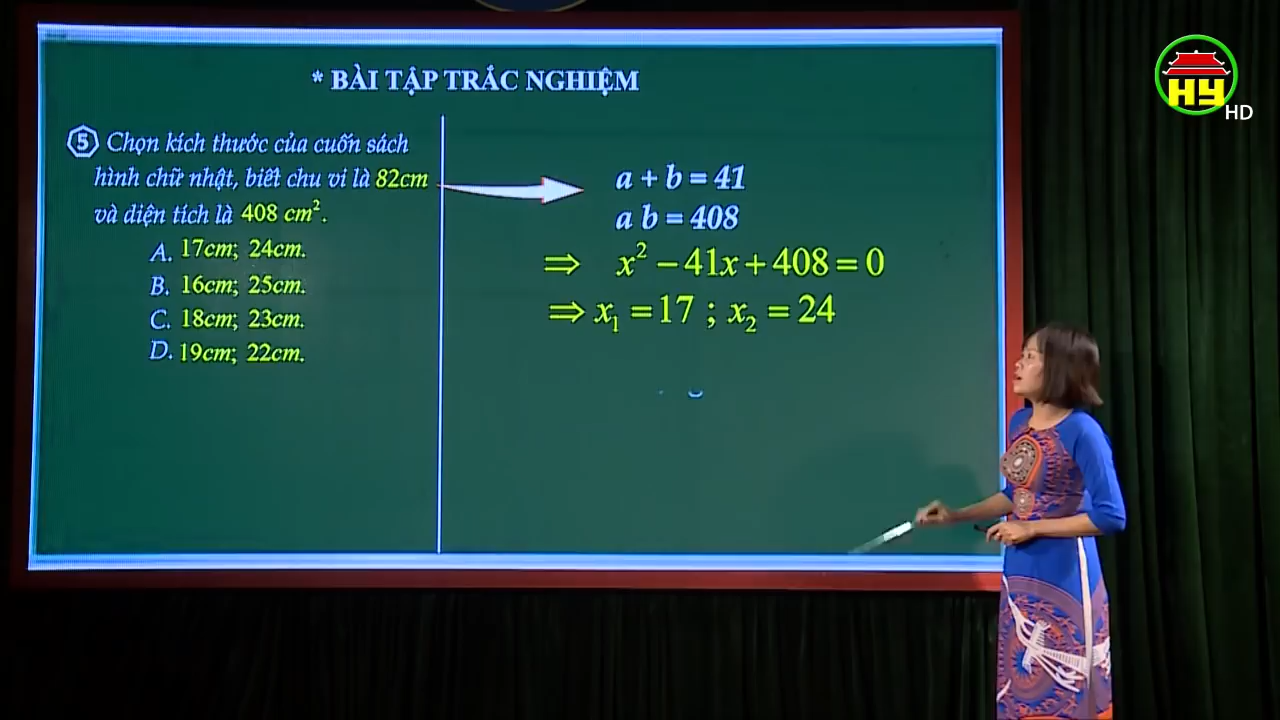 * BÀI TẬP TRẮC NGHIỆM
5 Chọn kích thước của cuốn sách
hình chữ nhật, biết chu vi là 82cm
và diện tích là 408 cm².
A. 17cm; 24cm.
B. 16cm; 25cm.
C. 18cm; 23cm.
D. 19cm; 22cm.
a + b = 41
a b = 408
⇒ x² − 41x + 408 = 0
⇒ x₁ = 17 ; x₂ = 24
HY
HD